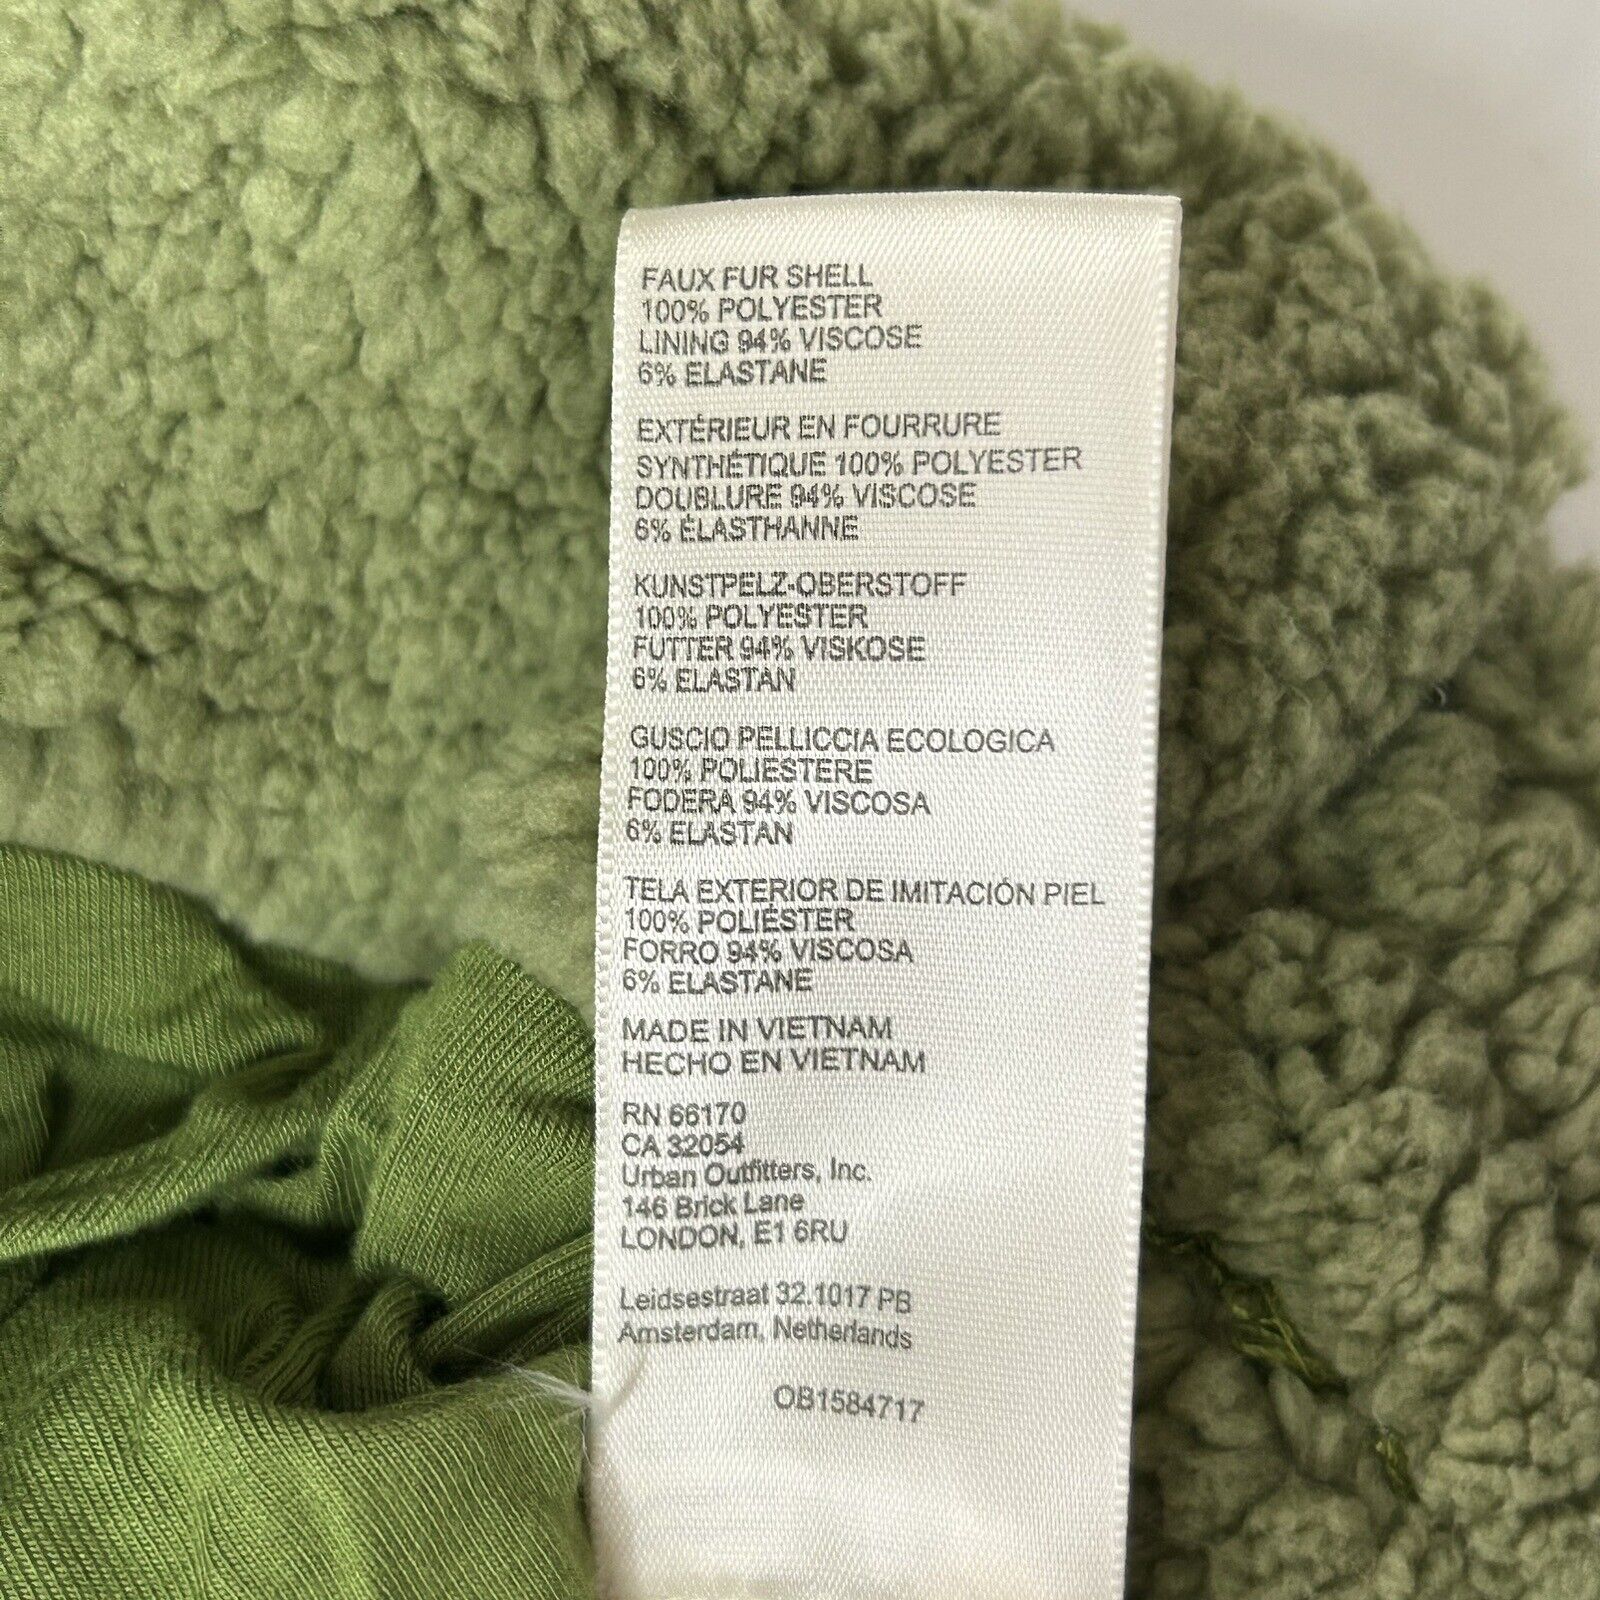 FAUX FUR SHELL
100% POLYESTER
LINING 94% VISCOSE
6% ELASTANE
EXTÉRIEUR EN FOURRURE
SYNTHÉTIQUE 100% POLYESTER
DOUBLURE 94% VISCOSE
6% ÉLASTHANNE
KUNSTPELZ-OBERSTOFF
100% POLYESTER
FUTTER 94% VISKOSE
6% ELASTAN
GUSCIO PELLICCIA ECOLOGICA
100% POLIESTERE
FODERA 94% VISCOSA
6% ELASTAN
TELA EXTERIOR DE IMITACIÓN PIEL
100% POLIÉSTER
FORRO 94% VISCOSA
6% ELASTANE
MADE IN VIETNAM
HECHO EN VIETNAM
RN 66170
CA 32054
Urban Outfitters, Inc.
146 Brick Lane
LONDON, E1 6RU
Leidsestraat 32.1017 PB
Amsterdam, Netherlands
OB1584717